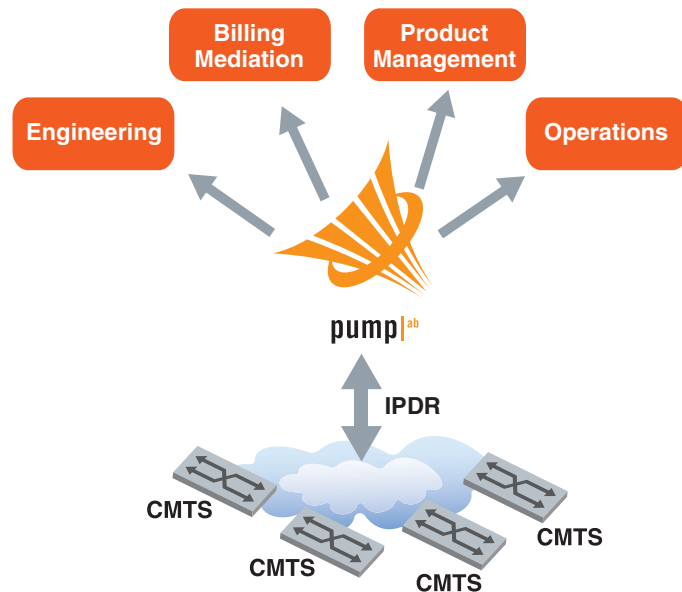 Billing
Mediation
Product
Management
Engineering
Operations
pump|ab
IPDR
CMTS
CMTS
CMTS
CMTS